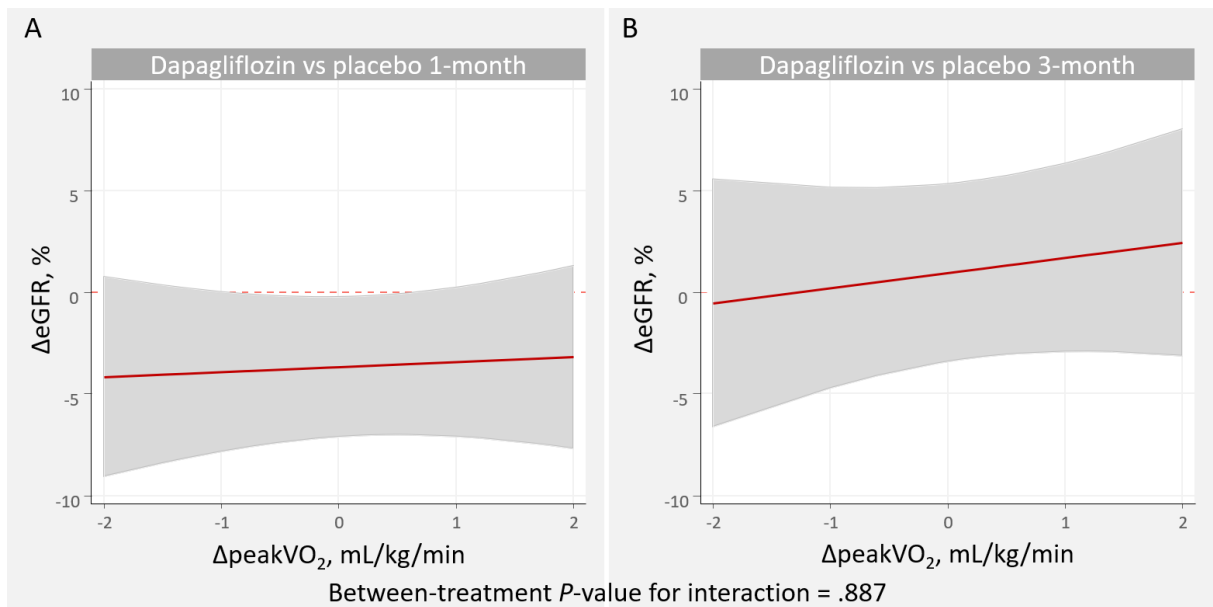 A
Dapagliflozin vs placebo 1-month
10
5
0
-5
-10
ΔeGFR, %
-2 -1 0 1 2
ΔpeakVO₂, mL/kg/min
B
Dapagliflozin vs placebo 3-month
10
5
0
-5
-10
ΔeGFR, %
-2 -1 0 1 2
ΔpeakVO₂, mL/kg/min
Between-treatment P-value for interaction = .887